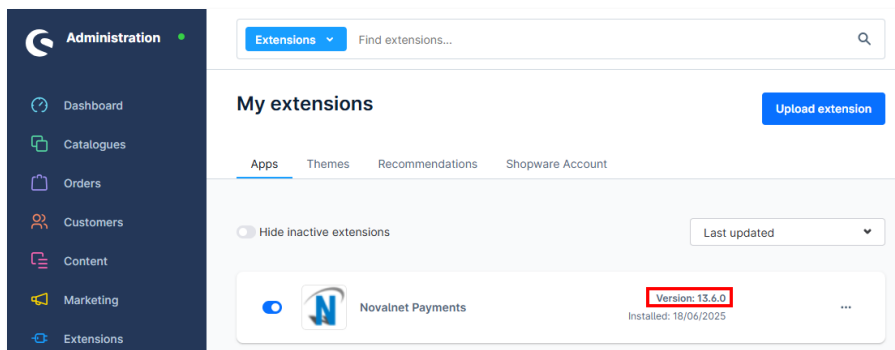 Administration
Dashboard
Catalogues
Orders
Customers
Content
Marketing
Extensions
Extensions
Find extensions...
My extensions
Upload extension
Apps
Themes
Recommendations
Shopware Account
Hide inactive extensions
Last updated
Novalnet Payments
Version: 13.6.0
Installed: 18/06/2025